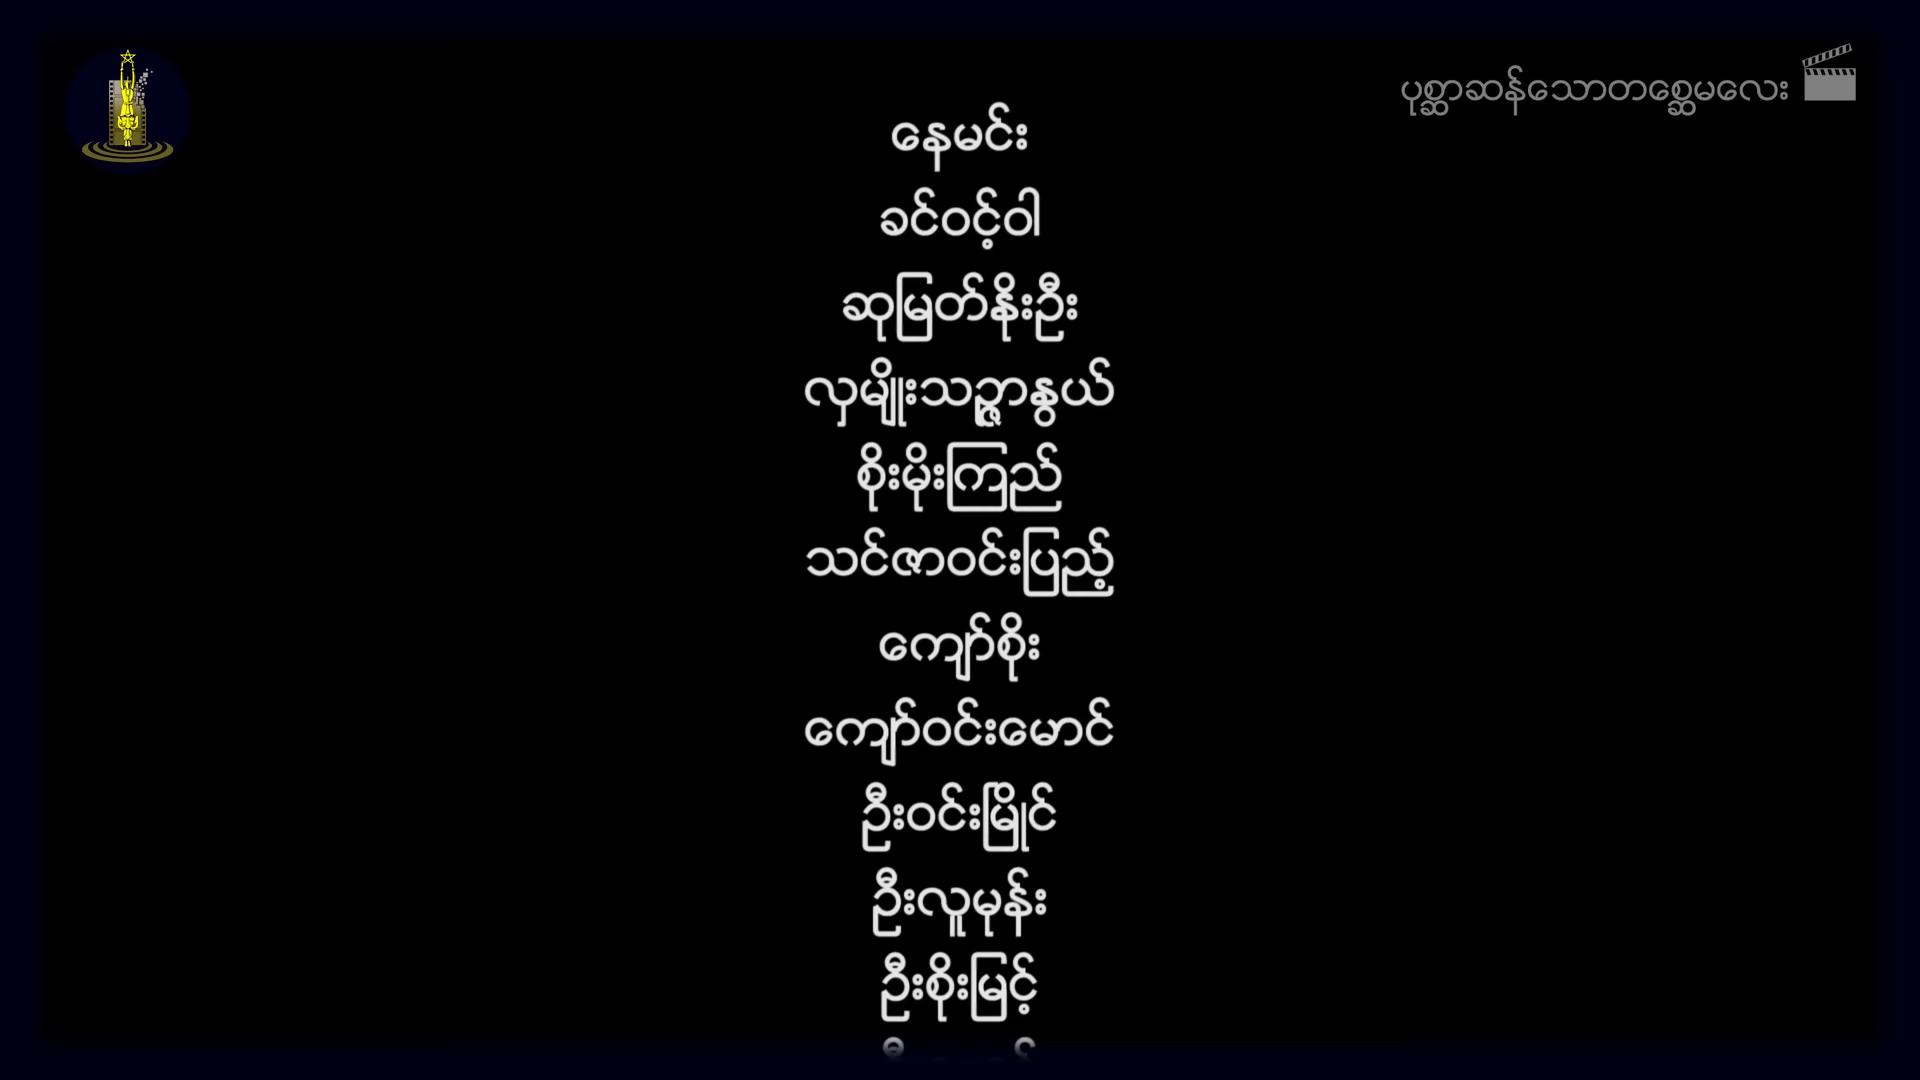 ပုစ္ဆာဆန်သောတစ္ဆေမလေး
နေမင်း
ခင်ဝင့်ဝါ
ဆုမြတ်နိုးဦး
လှမျိုးသဉ္ဇာနွယ်
စိုးမိုးကြည်
သင်ဇာဝင်းပြည့်
ကျော်စိုး
ကျော်ဝင်းမောင်
ဦးဝင်းမြိုင်
ဦးလူမုန်း
ဦးစိုးမြင့်